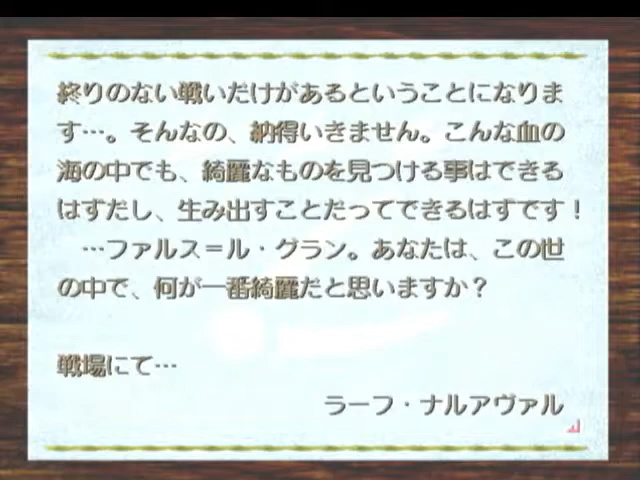 終りのない戦いだけがあるということになりま
す…。そんなの、納得いきません。こんな血の
海の中でも、綺麗なものを見つける事はできる
はずだし、生み出すことだってできるはずです！
　…ファルス＝ル・グラン。あなたは、この世
の中で、何が一番綺麗だと思いますか？
戦場にて…
ラーフ・ナルアヴァル